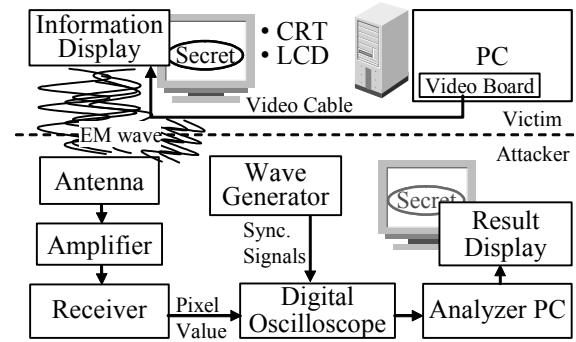 Information
Display
Secret
• CRT
• LCD
PC
Video Board
Video Cable
Victim
EM wave
Attacker
Antenna
Wave
Generator
Secret
Result
Display
Amplifier
Sync.
Signals
Receiver
Pixel
Value
Digital
Oscilloscope
Analyzer PC